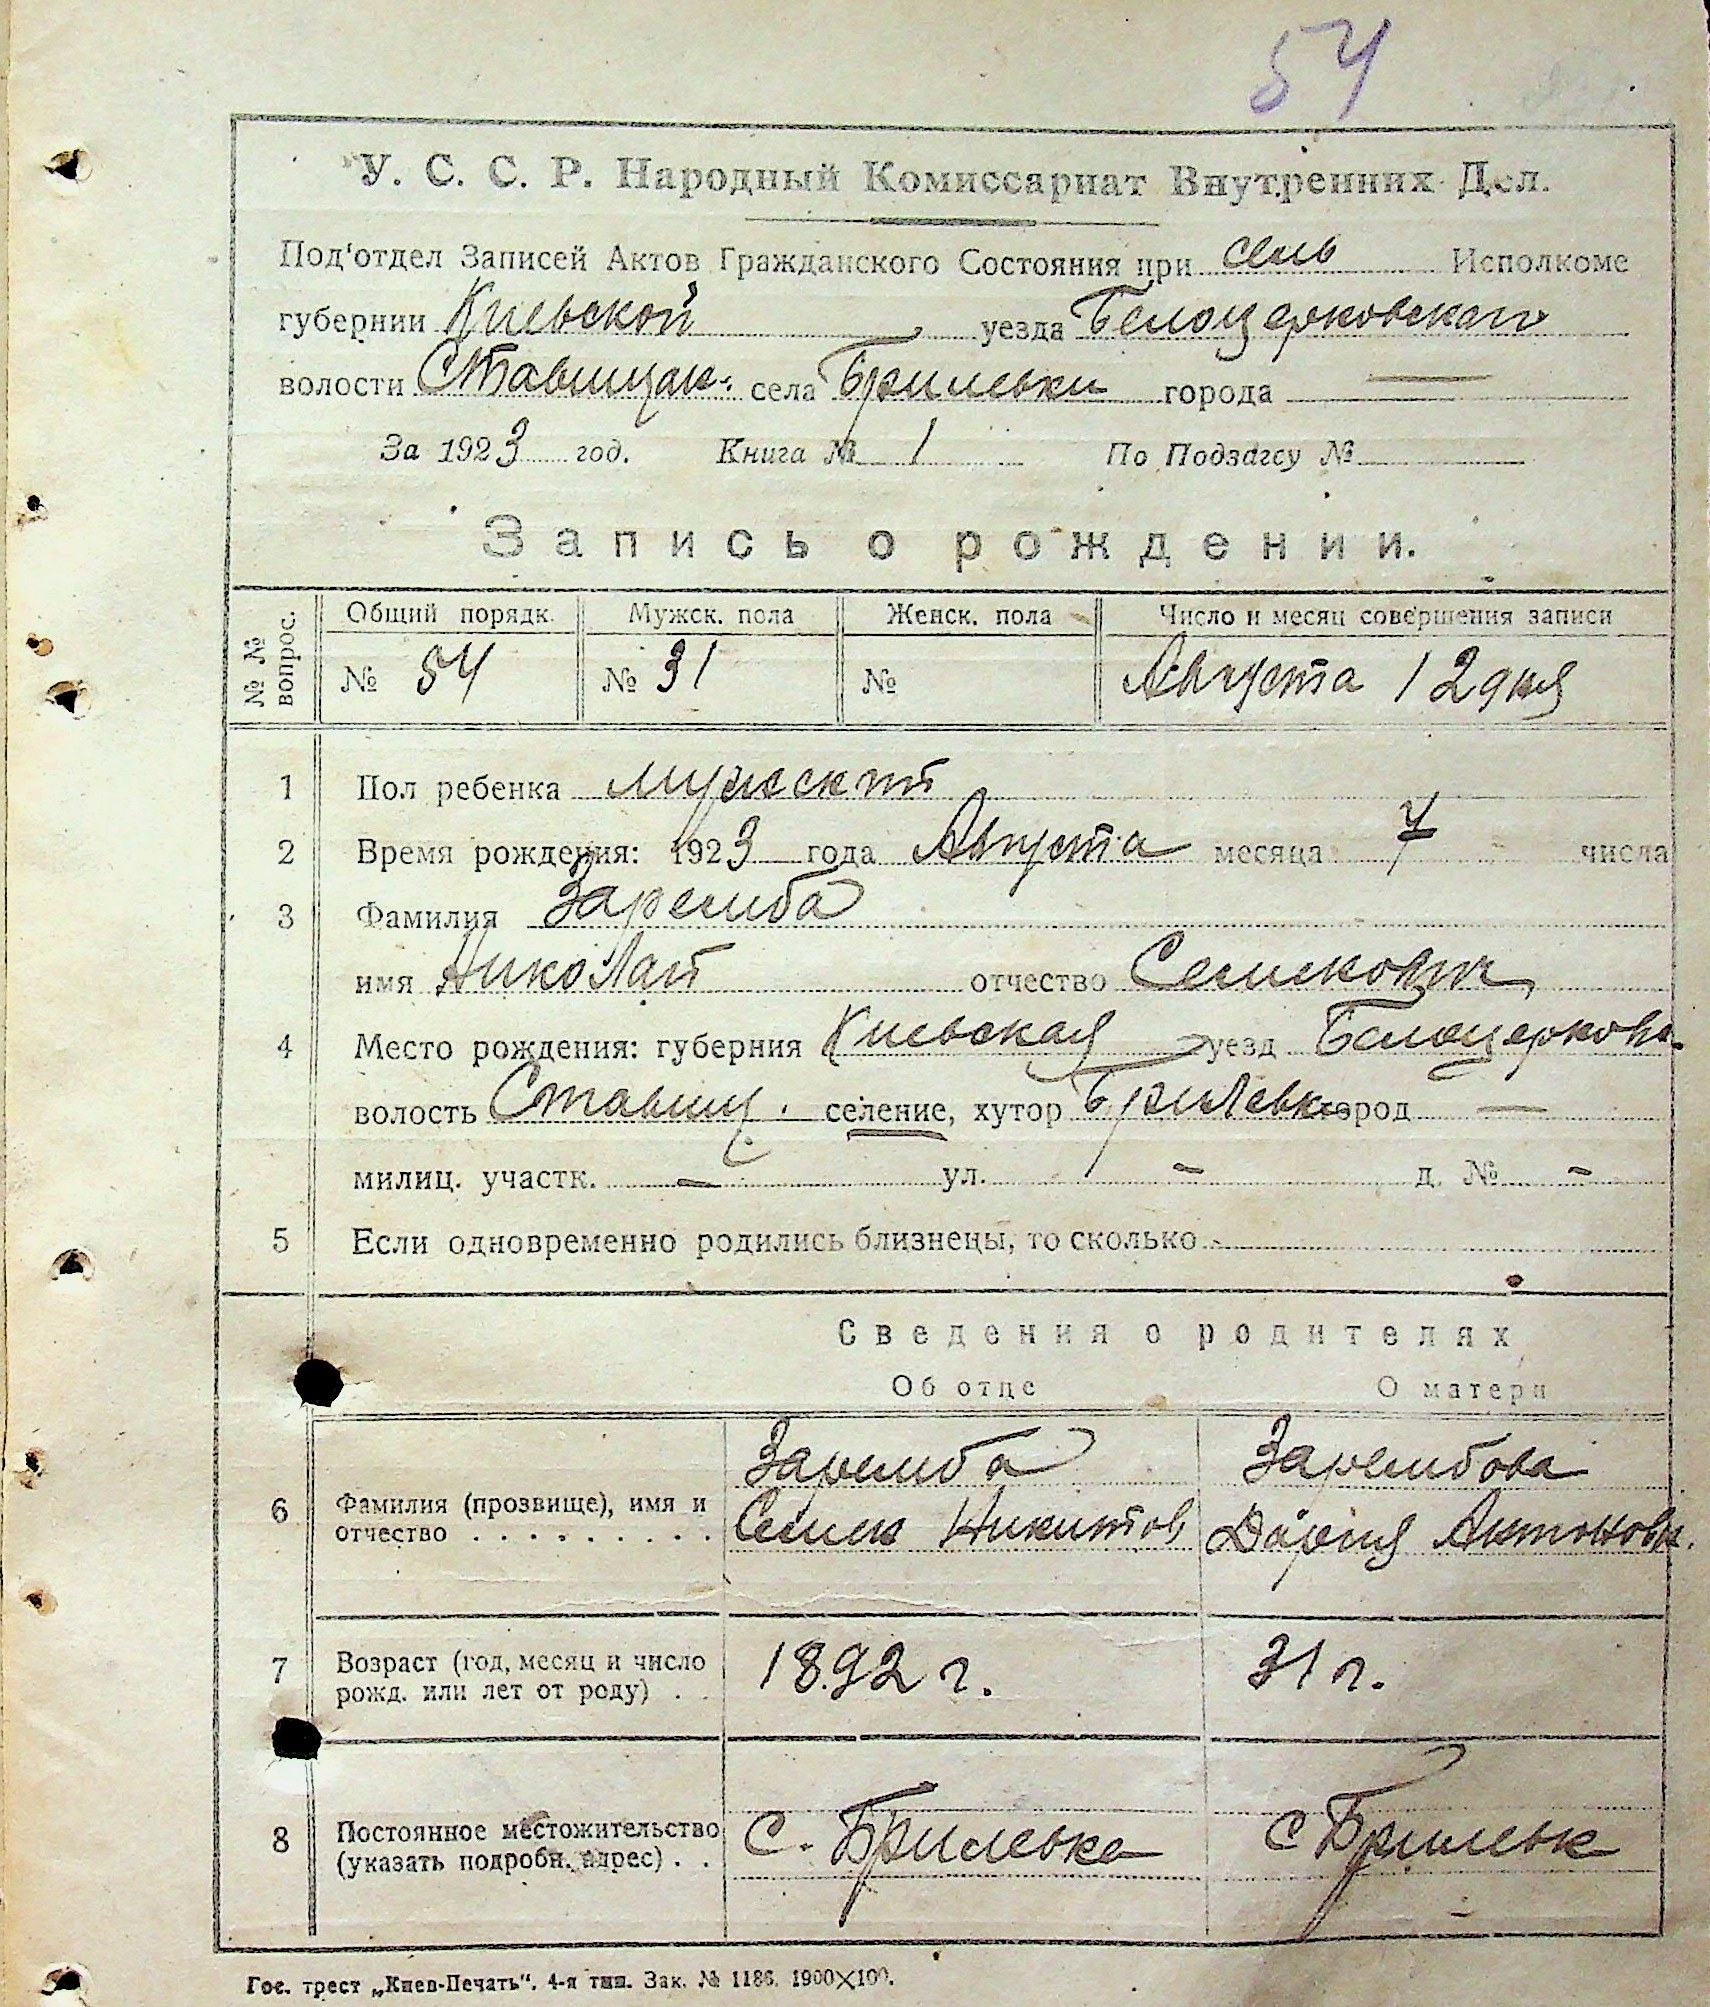 54
У. С. С. Р. Народный Комиссариат Внутренних Дел.
Под'отдел Записей Актов Гражданского Состояния при сель Исполкоме
губернии Киевской уезда Белоцерковского
волости Ставищан. села Брилевки города —
За 1923 год. Книга № 1 По Подзагсу №
Запись о рождении.
№ № вопрос. Общий порядк. Мужск. пола Женск. пола Число и месяц совершения записи
№ 54 № 31 № Августа 12 дня
1 Пол ребенка мужской
2 Время рождения: 1923 года Августа месяца 7 числа
3 Фамилия Заремба
имя Николай отчество Семенович
4 Место рождения: губерния Киевская уезд Белоцерковс.
волость Ставищ. селение, хутор Брилевка город —
милиц. участк. — ул. — д. № —
5 Если одновременно родились близнецы, то сколько -
Сведения о родителях
Об отце О матери
Заремба Зарембова
6 Фамилия (прозвище), имя и
отчество . . . . . . . . . Семен Никитов Дария Антоновн.
7 Возраст (год, месяц и число
рожд. или лет от роду) . . 1892 г. 31 г.
8 Постоянное местожительство
(указать подробн. адрес) . . с. Брилевка с Брилевк
Гос. трест „Киев-Печать“. 4-я тип. Зак. № 1186. 1900×100.